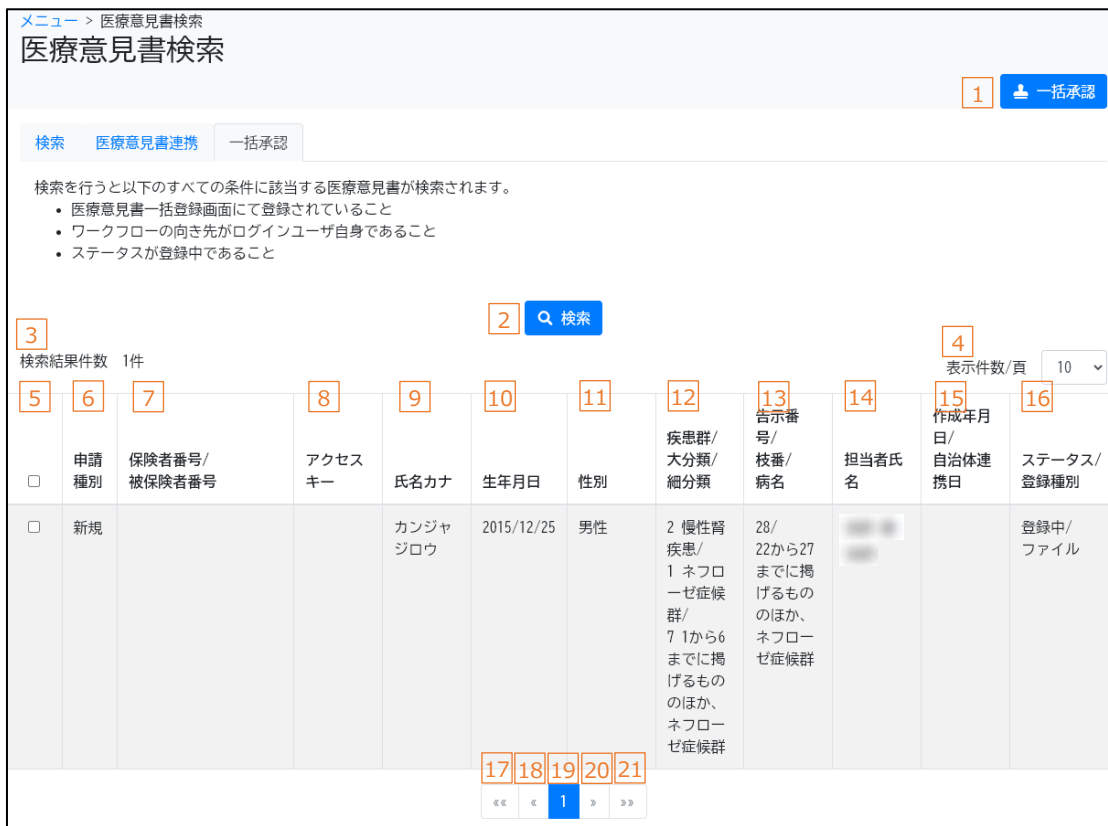 メニュー > 医療意見書検索
医療意見書検索
1 一括承認
検索 医療意見書連携 一括承認
検索を行うと以下のすべての条件に該当する医療意見書が検索されます。
• 医療意見書一括登録画面にて登録されていること
• ワークフローの向き先がログインユーザ自身であること
• ステータスが登録中であること
2 検索
3
検索結果件数 1件
4
表示件数/頁 10
5 6 7 8 9 10 11 12 13 14 15 16
申請
種別
保険者番号/
被保険者番号
アクセス
キー
氏名カナ
生年月日
性別
疾患群/
大分類/
細分類
告示番
号/
枝番/
病名
担当者氏
名
作成年月
日/
自治体連
携日
ステータス/
登録種別
新規
カンジャ
ジロウ
2015/12/25
男性
2 慢性腎
疾患/
1 ネフロ
ーゼ症候
群/
7 1から6
までに掲
げるもの
のほか、
ネフロー
ゼ症候群
28/
22から27
までに掲
げるもの
のほか、
ネフロー
ゼ症候群
登録中/
ファイル
17 18 19 20 21
«« « 1 » »»